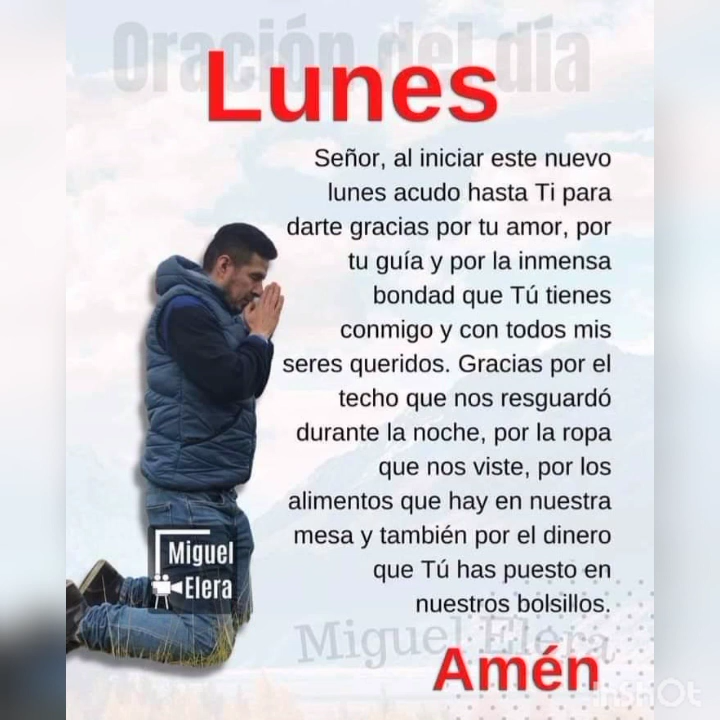 Oración del día
Lunes
Señor, al iniciar este nuevo
lunes acudo hasta Ti para
darte gracias por tu amor, por
tu guía y por la inmensa
bondad que Tú tienes
conmigo y con todos mis
seres queridos. Gracias por el
techo que nos resguardó
durante la noche, por la ropa
que nos viste, por los
alimentos que hay en nuestra
mesa y también por el dinero
que Tú has puesto en
nuestros bolsillos.
Miguel
Elera
Miguel Elera
Amén
InShOt